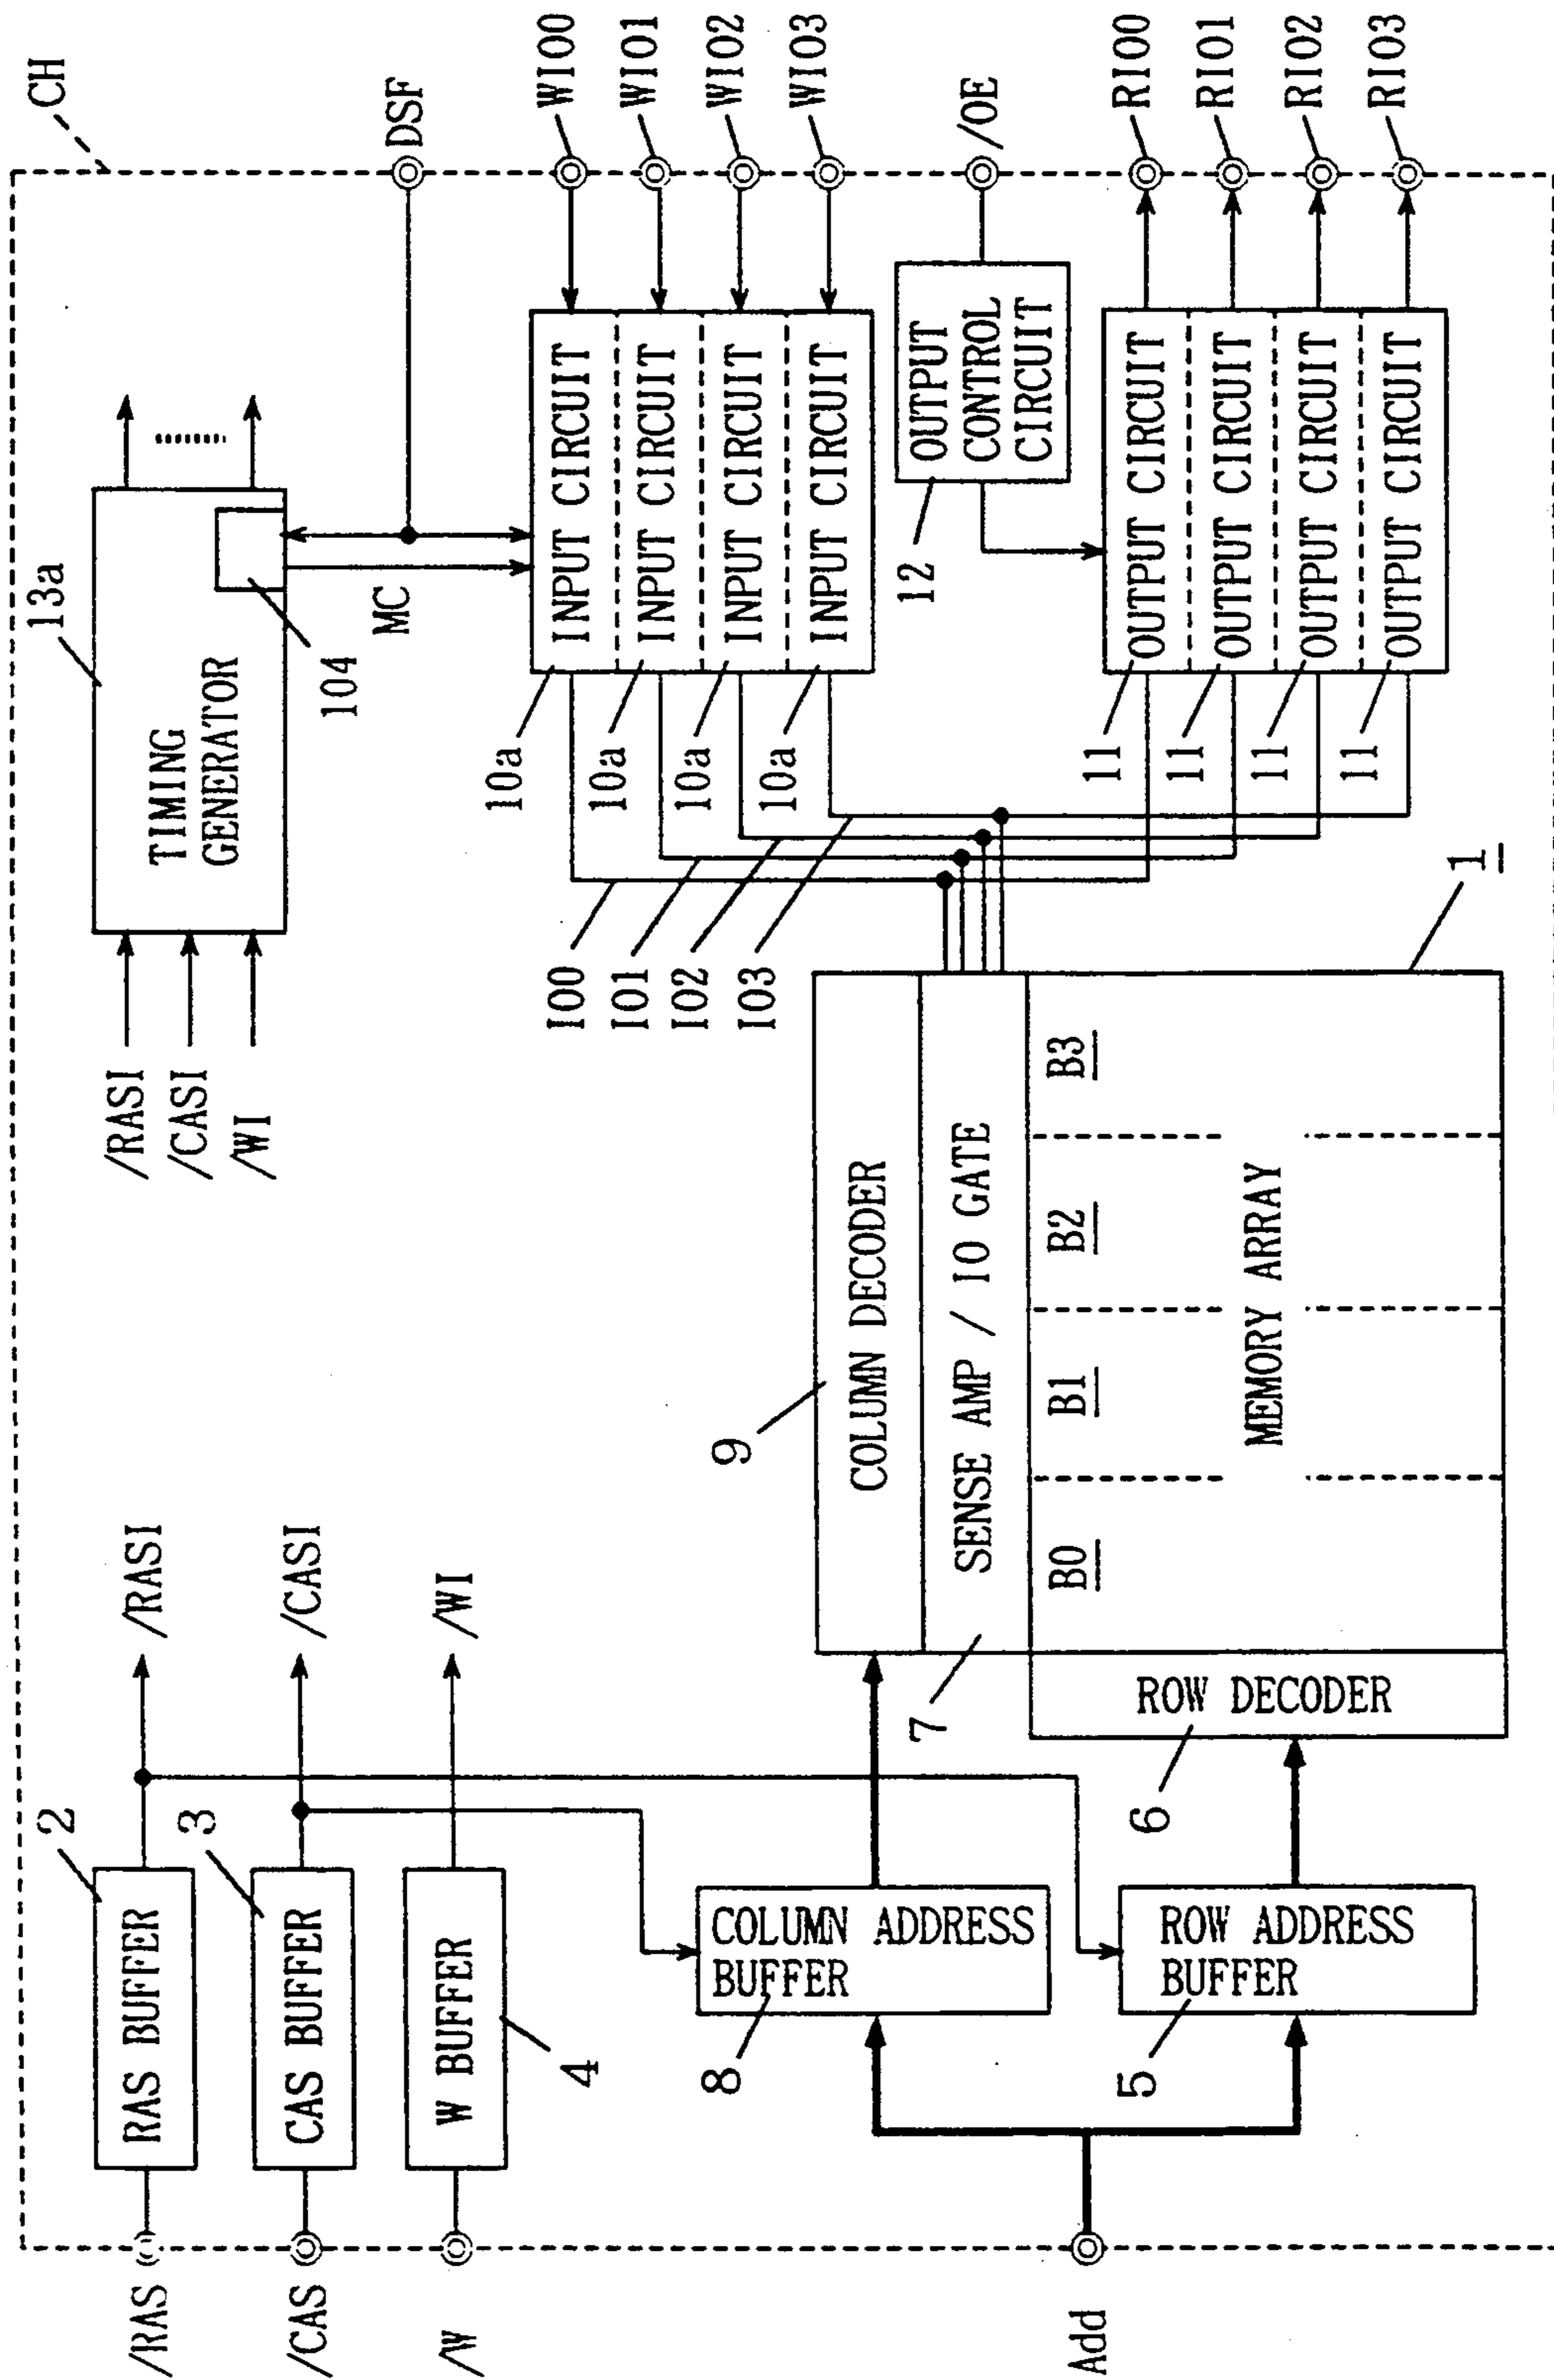 CH
/RAS
RAS BUFFER
2
/RASI
/CAS
CAS BUFFER
3
/CASI
/W
W BUFFER
4
/WI
/RASI
/CASI
/WI
TIMING
GENERATOR
13a
104
MC
DSF
10a
INPUT CIRCUIT
WIO0
10a
INPUT CIRCUIT
WIO1
10a
INPUT CIRCUIT
WIO2
10a
INPUT CIRCUIT
WIO3
12
OUTPUT
CONTROL
CIRCUIT
/OE
11
OUTPUT CIRCUIT
RIO0
11
OUTPUT CIRCUIT
RIO1
11
OUTPUT CIRCUIT
RIO2
11
OUTPUT CIRCUIT
RIO3
IO0
IO1
IO2
IO3
9
COLUMN DECODER
7
SENSE AMP / IO GATE
B0
B1
B2
B3
MEMORY ARRAY
1
6
ROW DECODER
COLUMN ADDRESS
BUFFER
8
ROW ADDRESS
BUFFER
5
Add